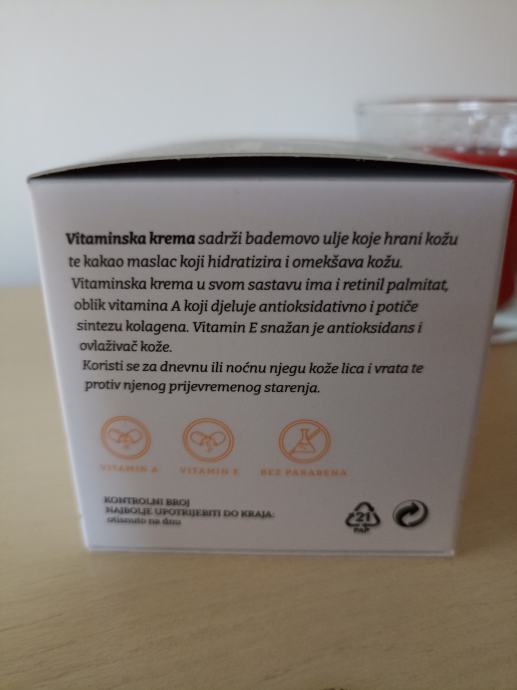 Vitaminska krema sadrži bademovo ulje koje hrani kožu
te kakao maslac koji hidratizira i omekšava kožu.
Vitaminska krema u svom sastavu ima i retinil palmitat,
oblik vitamina A koji djeluje antioksidativno i potiče
sintezu kolagena. Vitamin E snažan je antioksidans i
ovlaživač kože.
Koristi se za dnevnu ili noćnu njegu kože lica i vrata te
protiv njenog prijevremenog starenja.
VITAMIN A VITAMIN E BEZ PARABENA
KONTROLNI BROJ
NAJBOLJE UPOTRIJEBITI DO KRAJA:
otisnuto na dnu
21
PAP